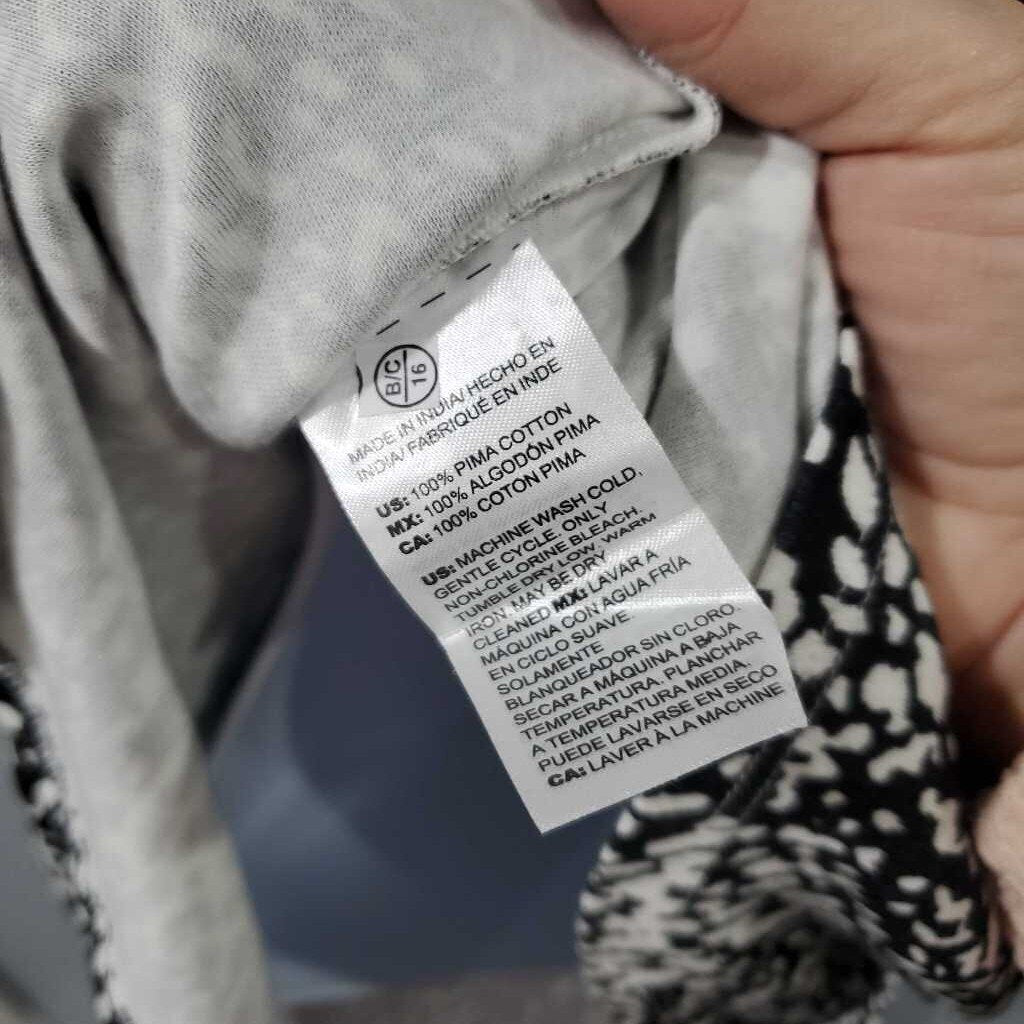 B/C
16
MADE IN INDIA/ HECHO EN
INDIA/ FABRIQUÉ EN INDE
US: 100% PIMA COTTON
MX: 100% ALGODÓN PIMA
CA: 100% COTON PIMA
US: MACHINE WASH COLD.
GENTLE CYCLE. ONLY
NON-CHLORINE BLEACH.
TUMBLE DRY LOW. WARM
IRON. MAY BE DRY
CLEANED MX: LAVAR A
MÁQUINA CON AGUA FRÍA
EN CICLO SUAVE.
SOLAMENTE
BLANQUEADOR SIN CLORO.
SECAR A MÁQUINA A BAJA
TEMPERATURA. PLANCHAR
A TEMPERATURA MEDIA.
PUEDE LAVARSE EN SECO
CA: LAVER À LA MACHINE